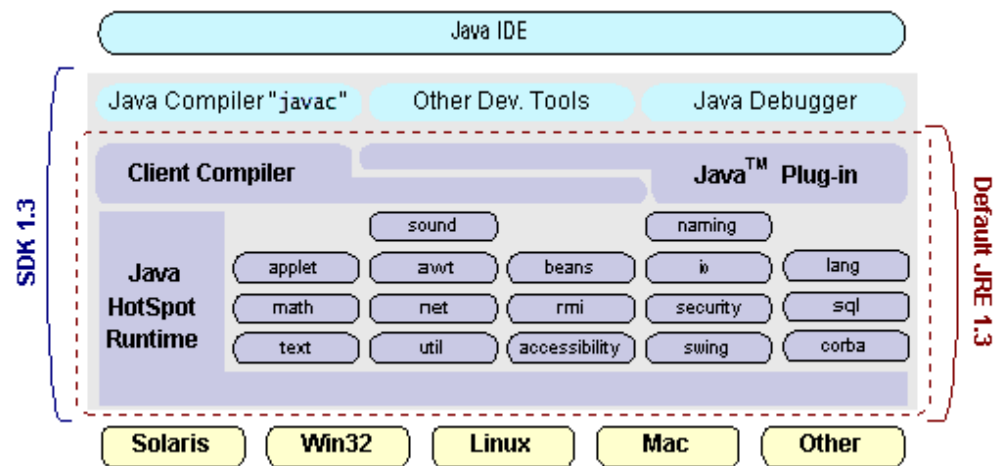 Java IDE
Java Compiler "javac"
Other Dev. Tools
Java Debugger
Client Compiler
Java™ Plug-in
SDK 1.3
Default JRE 1.3
Java
HotSpot
Runtime
sound
naming
applet
awt
beans
io
lang
math
net
rmi
security
sql
text
util
accessibility
swing
corba
Solaris
Win32
Linux
Mac
Other